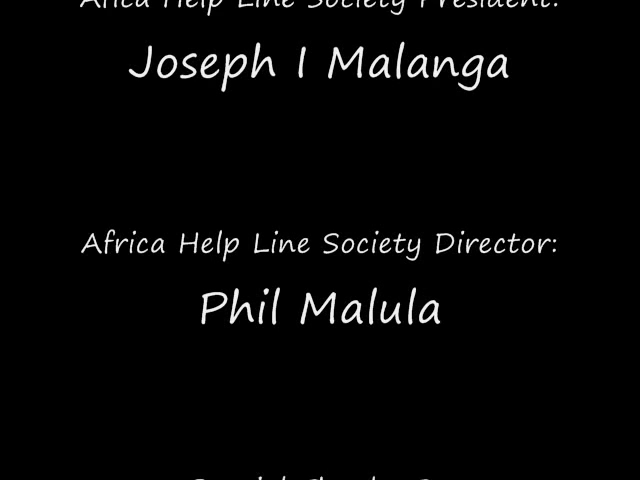 Africa Help Line Society President:
Joseph I Malanga
Africa Help Line Society Director:
Phil Malula